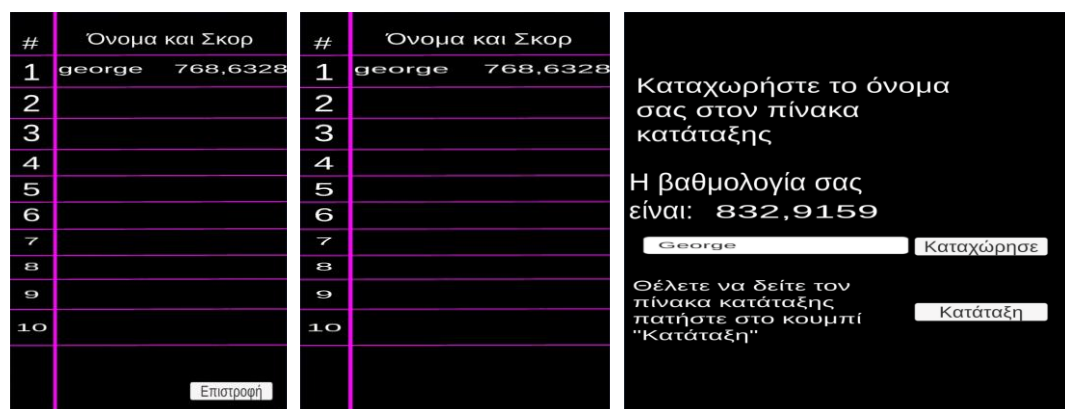 # Όνομα και Σκορ
1 george 768,6328
2
3
4
5
6
7
8
9
10
Επιστροφή
# Όνομα και Σκορ
1 george 768,6328
2
3
4
5
6
7
8
9
10
Καταχωρήστε το όνομα
σας στον πίνακα
κατάταξης
Η βαθμολογία σας
είναι: 832,9159
George Καταχώρησε
Θέλετε να δείτε τον
πίνακα κατάταξης
πατήστε στο κουμπί
"Κατάταξη"
Κατάταξη